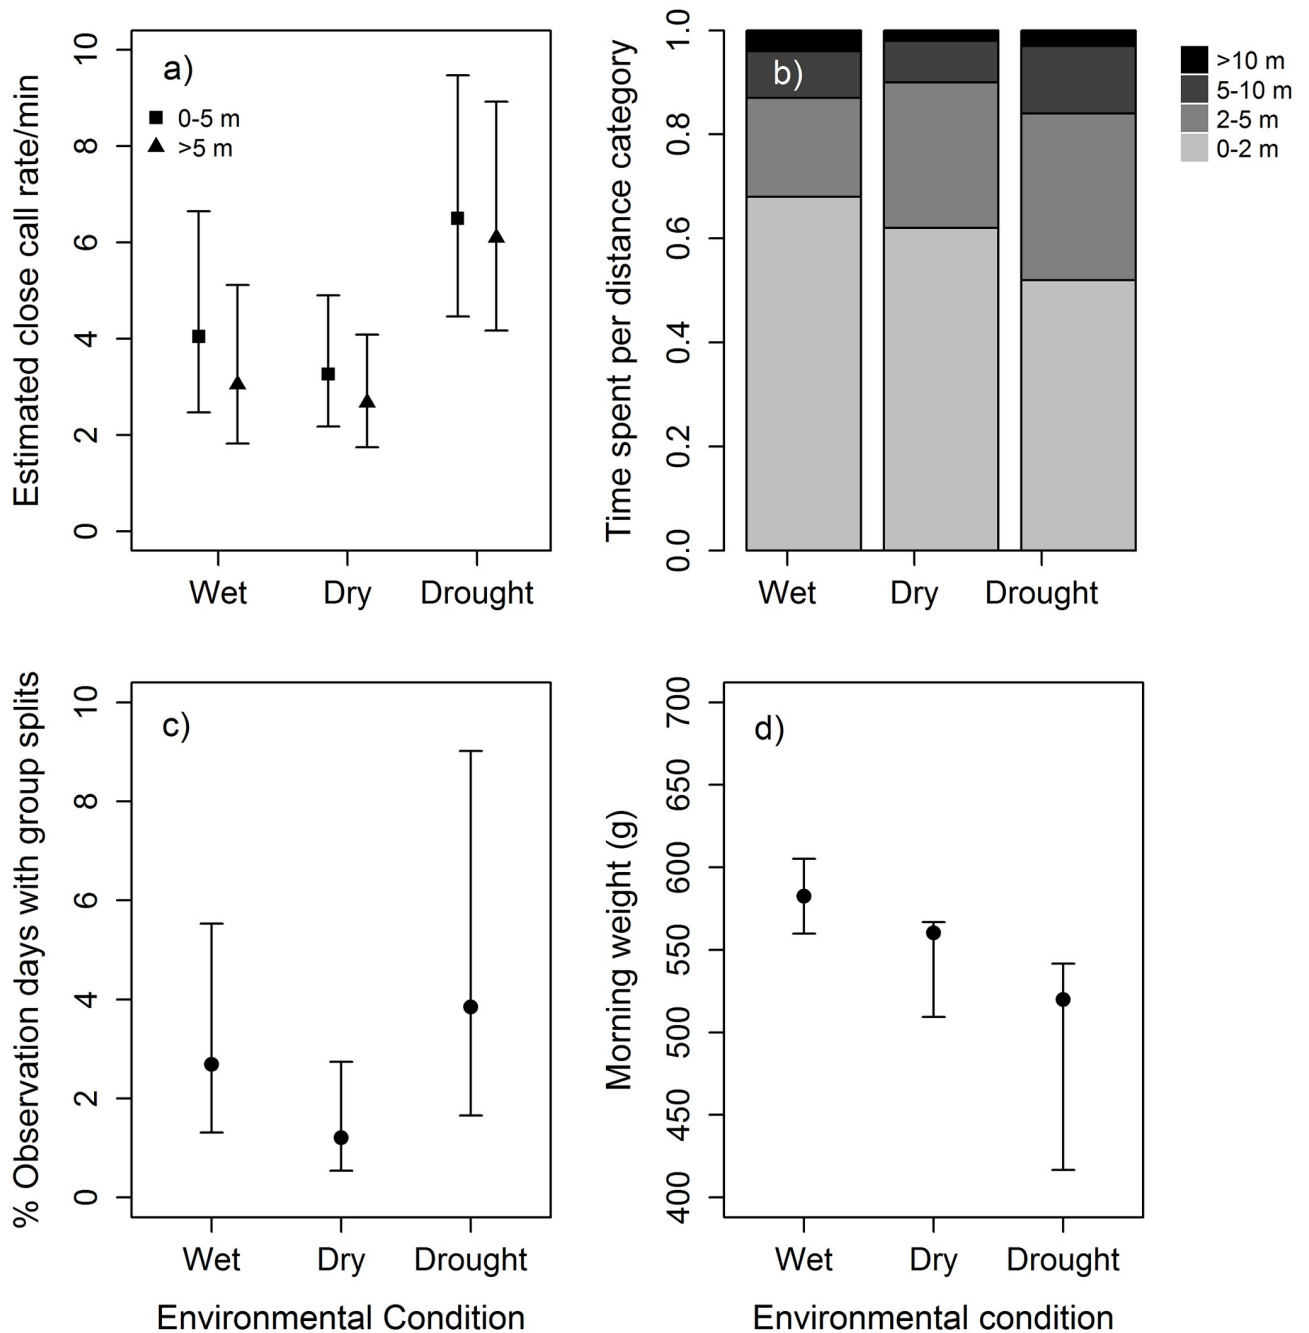 Estimated close call rate/min
10
8
6
4
2
0
a)
0-5 m
>5 m
Wet Dry Drought
Time spent per distance category
1.0
0.8
0.6
0.4
0.2
0.0
b)
>10 m
5-10 m
2-5 m
0-2 m
Wet Dry Drought
% Observation days with group splits
10
8
6
4
2
0
c)
Wet Dry Drought
Environmental Condition
Morning weight (g)
700
650
600
550
500
450
400
d)
Wet Dry Drought
Environmental condition